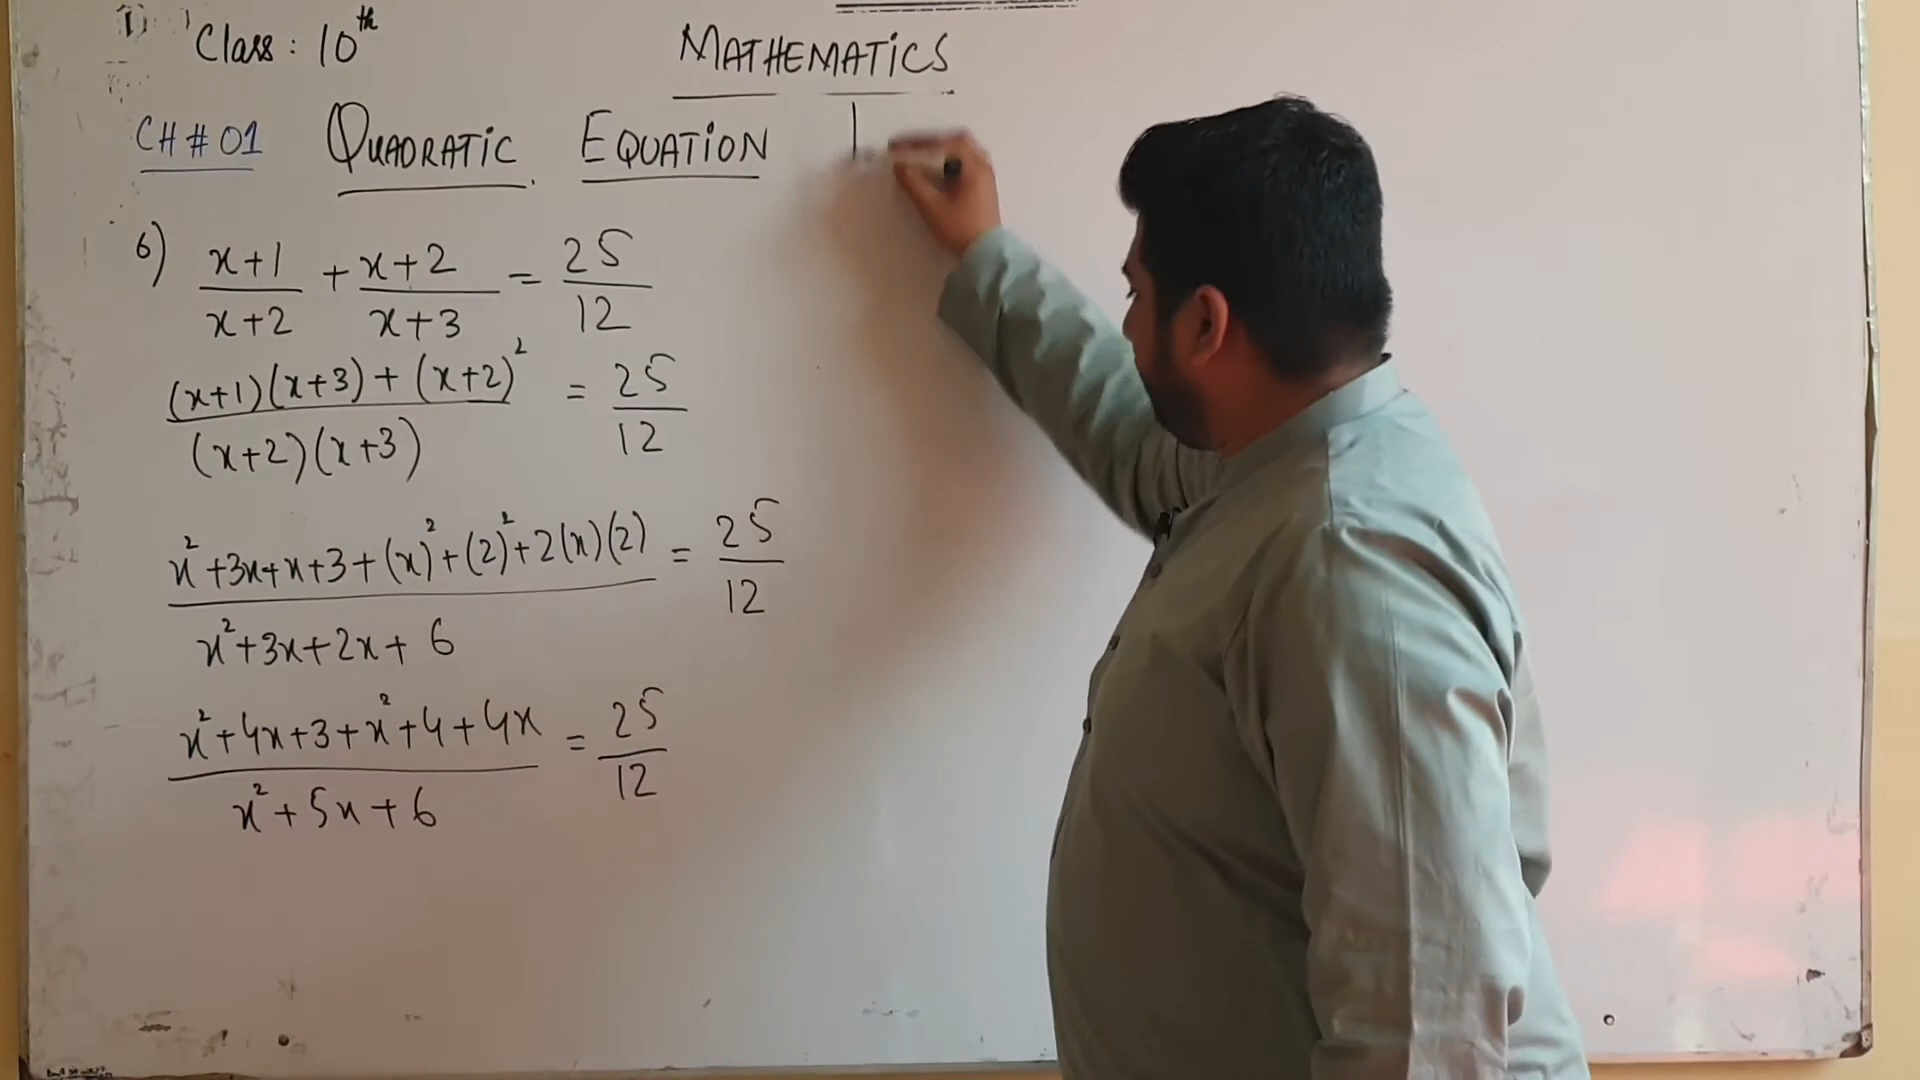 Class : 10th
MATHEMATICS
CH # 01 QUADRATIC EQUATION
6) x+1/x+2 + x+2/x+3 = 25/12
(x+1)(x+3) + (x+2)²/(x+2)(x+3) = 25/12
x²+3x+x+3+(x)²+(2)²+2(x)(2)/x²+3x+2x+6 = 25/12
x²+4x+3+x²+4+4x/x²+5x+6 = 25/12